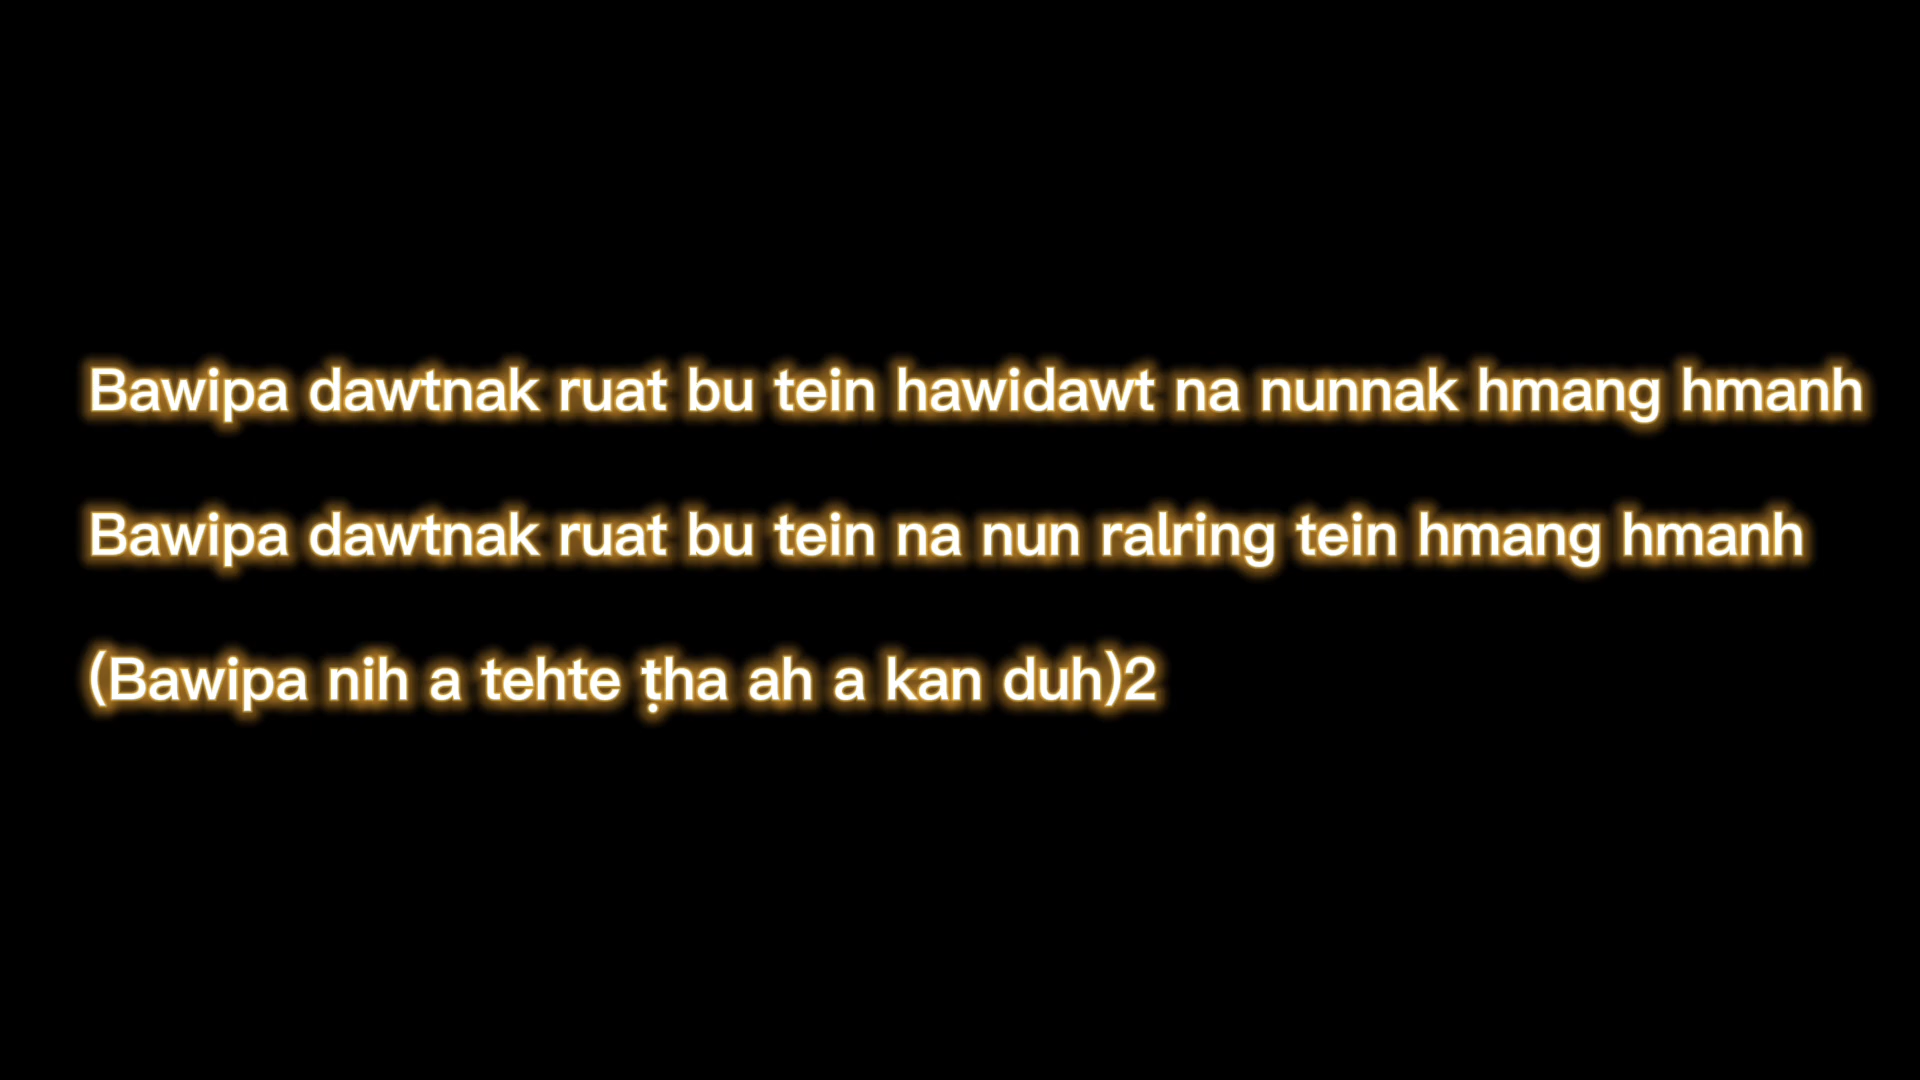 Bawipa dawtnak ruat bu tein hawidawt na nunnak hmang hmanh
Bawipa dawtnak ruat bu tein na nun ralring tein hmang hmanh
(Bawipa nih a tehte ṭha ah a kan duh)2